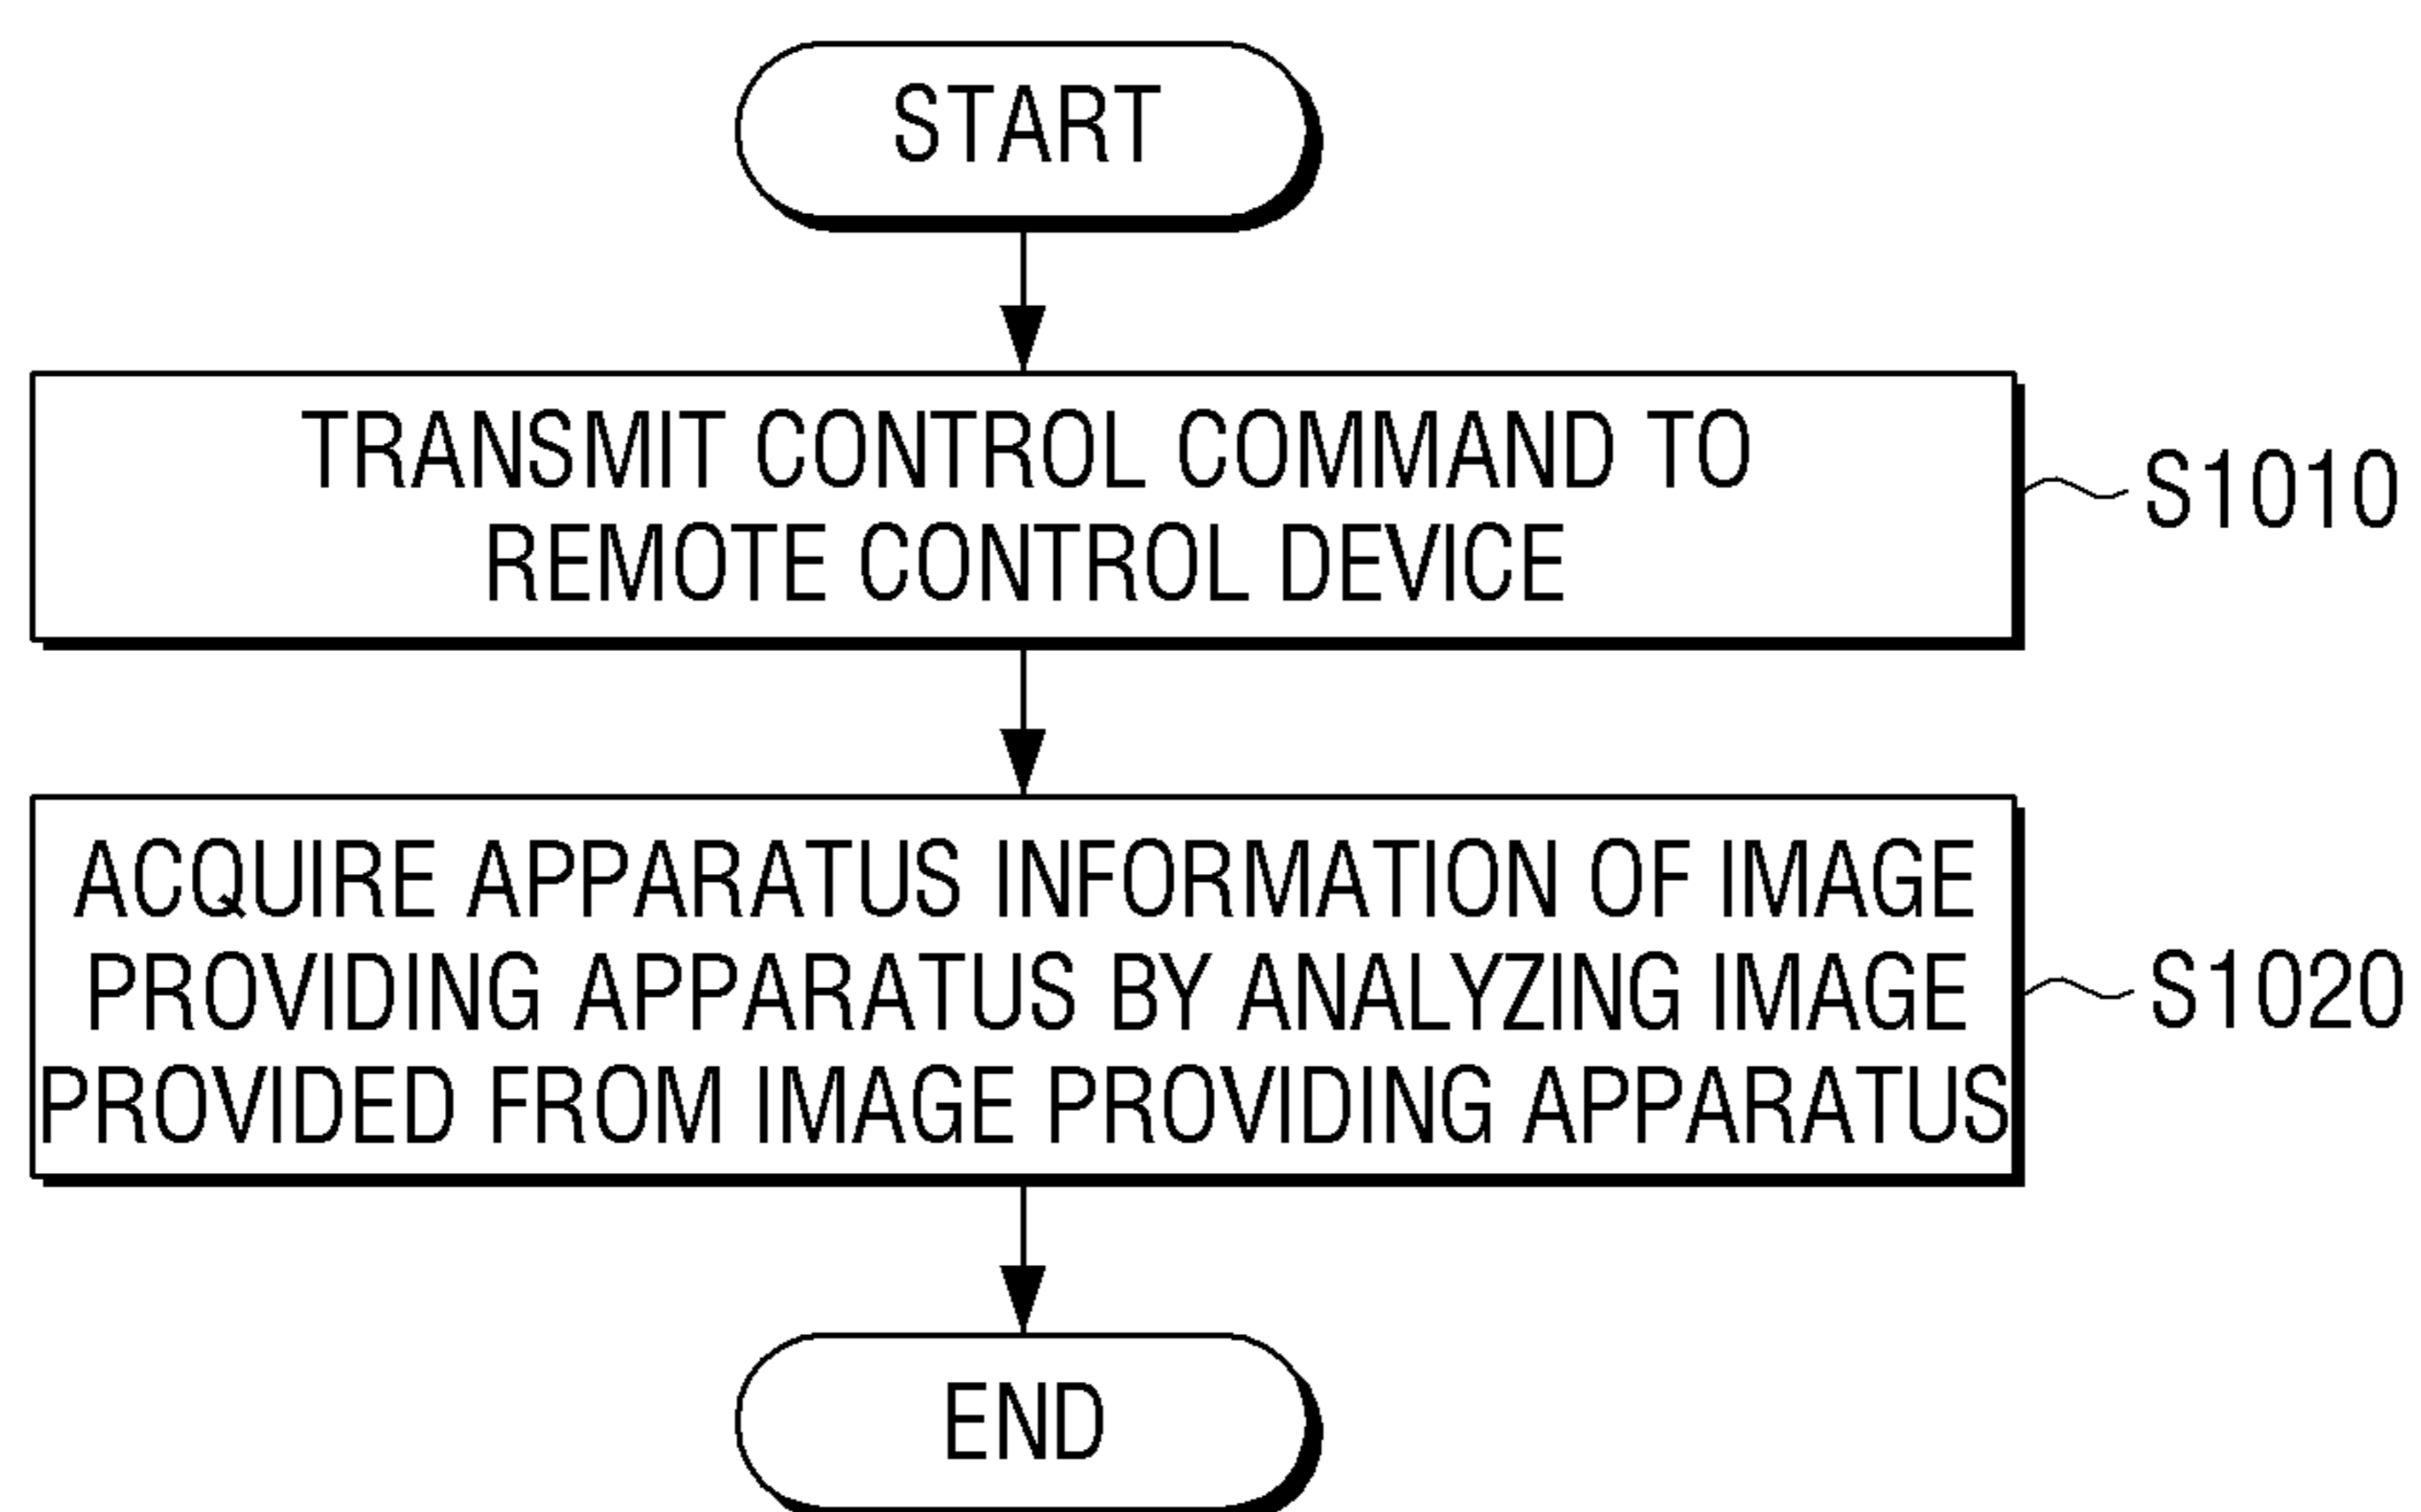 START
TRANSMIT CONTROL COMMAND TO
REMOTE CONTROL DEVICE
S1010
ACQUIRE APPARATUS INFORMATION OF IMAGE
PROVIDING APPARATUS BY ANALYZING IMAGE
PROVIDED FROM IMAGE PROVIDING APPARATUS
S1020
END